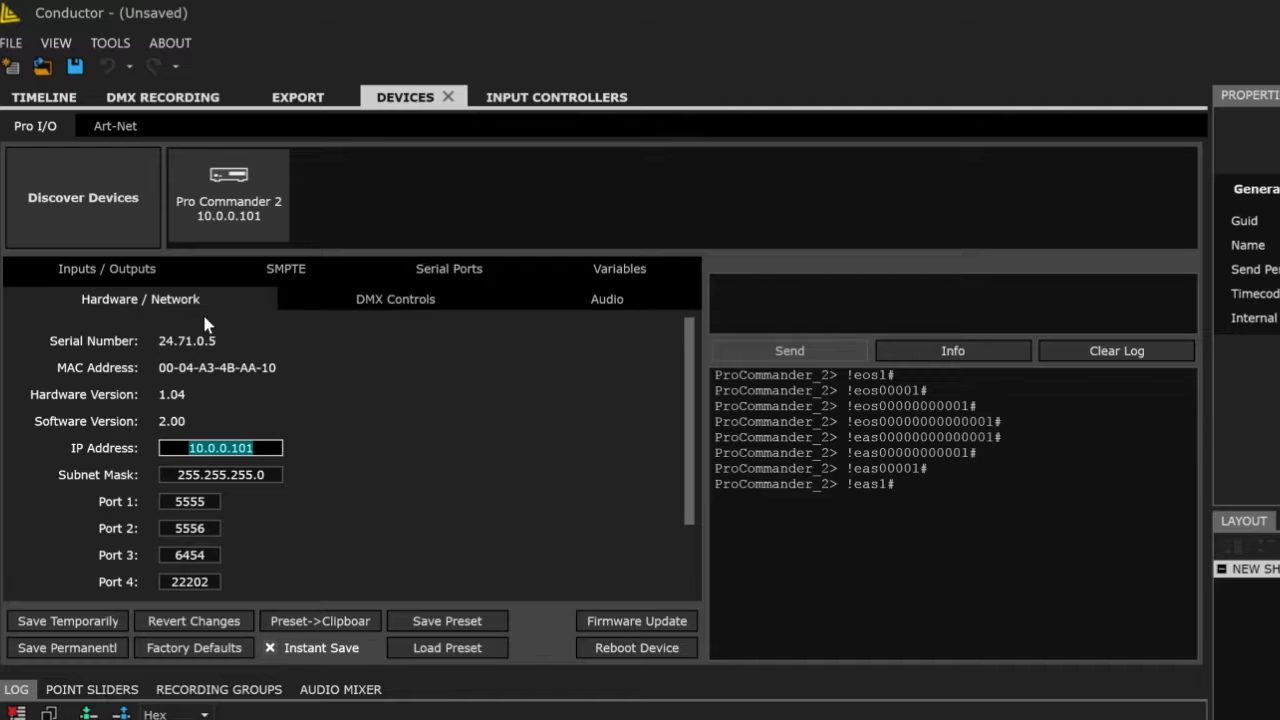 Conductor - (Unsaved)
FILE VIEW TOOLS ABOUT
TIMELINE DMX RECORDING EXPORT DEVICES INPUT CONTROLLERS
PROPERTI
Pro I/O Art-Net
Discover Devices
Pro Commander 2
10.0.0.101
Genera
Guid
Name
Send Pe
Timecod
Internal
Inputs / Outputs SMPTE Serial Ports Variables
Hardware / Network DMX Controls Audio
Serial Number: 24.71.0.5
MAC Address: 00-04-A3-4B-AA-10
Hardware Version: 1.04
Software Version: 2.00
IP Address: 10.0.0.101
Subnet Mask: 255.255.255.0
Port 1: 5555
Port 2: 5556
Port 3: 6454
Port 4: 22202
Send Info Clear Log
ProCommander_2> !eos1#
ProCommander_2> !eos00001#
ProCommander_2> !eos00000000001#
ProCommander_2> !eos0000000000001#
ProCommander_2> !eas0000000000001#
ProCommander_2> !eas00000000001#
ProCommander_2> !eas00001#
ProCommander_2> !eas1#
Save Temporarily Revert Changes Preset->Clipboar Save Preset Firmware Update
Save Permanentl Factory Defaults Instant Save Load Preset Reboot Device
LAYOUT
NEW SH
LOG POINT SLIDERS RECORDING GROUPS AUDIO MIXER
Hex